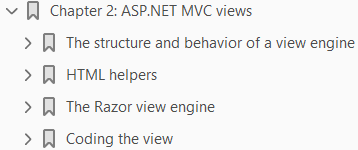 Chapter 2: ASP.NET MVC views
The structure and behavior of a view engine
HTML helpers
The Razor view engine
Coding the view